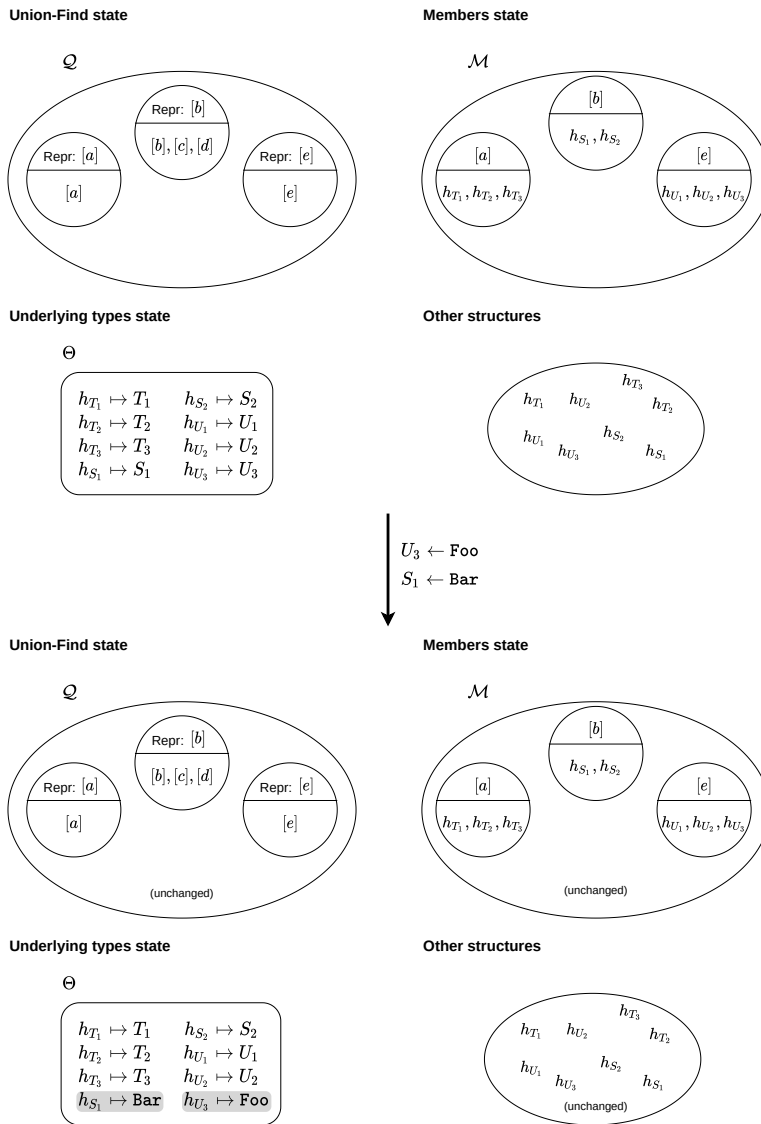 Union-Find state
Members state
𝒬
ℳ
Repr: [b]
[b], [c], [d]
Repr: [a]
[a]
Repr: [e]
[e]
[b]
h_{S_1}, h_{S_2}
[a]
h_{T_1}, h_{T_2}, h_{T_3}
[e]
h_{U_1}, h_{U_2}, h_{U_3}
Underlying types state
Other structures
Θ
h_{T_1} ↦ T_1 h_{S_2} ↦ S_2
h_{T_2} ↦ T_2 h_{U_1} ↦ U_1
h_{T_3} ↦ T_3 h_{U_2} ↦ U_2
h_{S_1} ↦ S_1 h_{U_3} ↦ U_3
h_{T_3}
h_{T_1} h_{U_2} h_{T_2}
h_{U_1} h_{S_2}
h_{U_3} h_{S_1}
U_3 ← Foo
S_1 ← Bar
Union-Find state
Members state
𝒬
ℳ
Repr: [b]
[b], [c], [d]
Repr: [a]
[a]
Repr: [e]
[e]
(unchanged)
[b]
h_{S_1}, h_{S_2}
[a]
h_{T_1}, h_{T_2}, h_{T_3}
[e]
h_{U_1}, h_{U_2}, h_{U_3}
(unchanged)
Underlying types state
Other structures
Θ
h_{T_1} ↦ T_1 h_{S_2} ↦ S_2
h_{T_2} ↦ T_2 h_{U_1} ↦ U_1
h_{T_3} ↦ T_3 h_{U_2} ↦ U_2
h_{S_1} ↦ Bar h_{U_3} ↦ Foo
h_{T_3}
h_{T_1} h_{U_2} h_{T_2}
h_{U_1} h_{S_2}
h_{U_3} h_{S_1}
(unchanged)